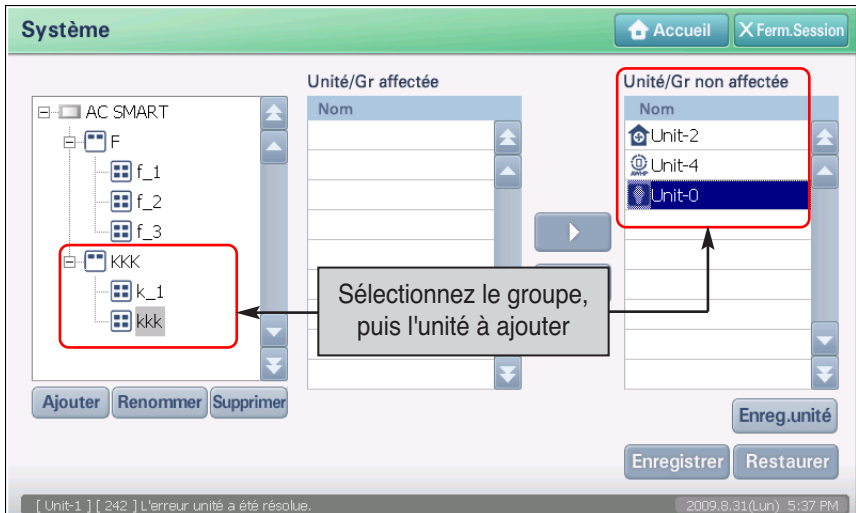 Système
Accueil
X Ferm.Session
AC SMART
F
f_1
f_2
f_3
KKK
k_1
kkk
Ajouter
Renommer
Supprimer
Unité/Gr affectée
Nom
Unité/Gr non affectée
Nom
Unit-2
Unit-4
Unit-0
Sélectionnez le groupe,
puis l'unité à ajouter
Enreg.unité
Enregistrer
Restaurer
[ Unit-1 ] [ 242 ] L'erreur unité a été résolue.
2009.8.31(Lun) 5:37 PM